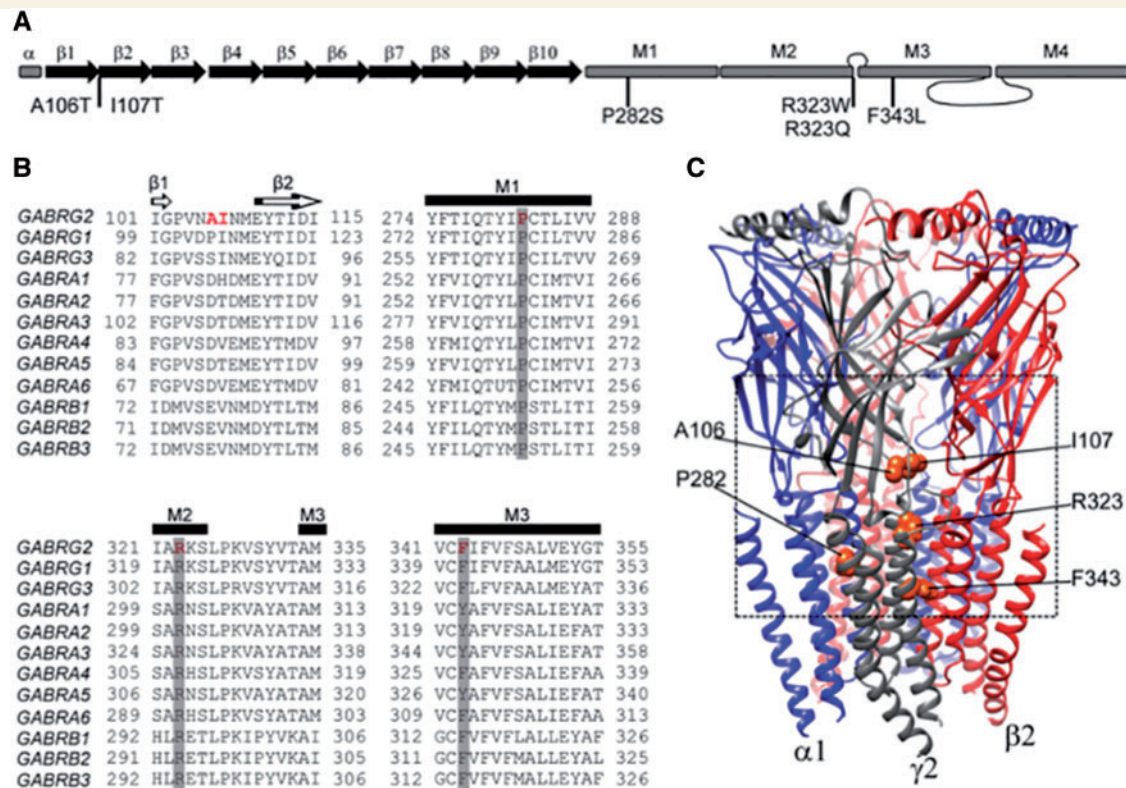 A
α β1 β2 β3 β4 β5 β6 β7 β8 β9 β10 M1 M2 M3 M4
A106T I107T P282S R323W F343L
R323Q
B
β1 β2 M1
GABRG2 101 IGPVNAINMEYTIDI 115 274 YFTIQTYIPCTLIVV 288
GABRG1 99 IGPVDPINMEYTIDI 123 272 YFTIQTYIPCILTVV 286
GABRG3 82 IGPVSSINMEYQIDI 96 255 YFTIQTYIPCILTVV 269
GABRA1 77 FGPVSDHDMEYTIDV 91 252 YFVIQTYLPCIMTVI 266
GABRA2 77 FGPVSDTDMEYTIDV 91 252 YFVIQTYLPCIMTVI 266
GABRA3 102 FGPVSDTDMEYTIDV 116 277 YFVIQTYLPCIMTVI 291
GABRA4 83 FGPVSDVEMEYTMDV 97 258 YFMIQTYLPCIMTVI 272
GABRA5 84 FGPVSDTEMEYTIDV 99 259 YFVIQTYLPCIMTVI 273
GABRA6 67 FGPVSDVEMEYTMDV 81 242 YFMIQTUTPCIMTVI 256
GABRB1 72 IDMVSEVNMDYTLTM 86 245 YFILQTYMPSTLITI 259
GABRB2 71 IDMVSEVNMDYTLTM 85 244 YFILQTYMPSTLITI 258
GABRB3 72 IDMVSEVNMDYTLTM 86 245 YFILQTYMPSTLITI 259
M2 M3 M3
GABRG2 321 IARKSLPKVSYVTAM 335 341 VCFIFVFSALVEYGT 355
GABRG1 319 IARKSLPKVSYVTAM 333 339 VCFIFVFAALMEYGT 353
GABRG3 302 IARKSLPKVSYVTAM 316 322 VCFIFVFAALMEYAT 336
GABRA1 299 SARNSLPKVAYATAM 313 319 VCYAFVFSALIEFAT 333
GABRA2 299 SARNSLPKVAYATAM 313 319 VCYAFVFSALIEFAT 333
GABRA3 324 SARNSLPKVAYATAM 338 344 VCYAFVFSALIEFAT 358
GABRA4 305 SARHSLPKVSYATAM 319 325 VCFAFVFSALIEFAA 339
GABRA5 306 SARNSLPKVAYATAM 320 326 VCYAFVFSALIEFAT 340
GABRA6 289 SARHSLPKVSYATAM 303 309 VCFAFVFSALIEFAA 313
GABRB1 292 HLRETLPKIPYVKAI 306 312 GCFVFVFLALLEYAF 326
GABRB2 291 HLRETLPKIPYVKAI 305 311 GCFVFVFMALLEYAL 325
GABRB3 292 HLRETLPKIPYVKAI 306 312 GCFVFVFLALLEYAF 326
C
A106 I107
P282 R323
F343
α1 γ2 β2